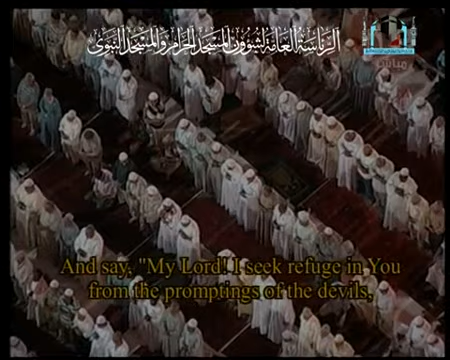 الرئاسة العامة لشؤون المسجد الحرام والمسجد النبوي
مباشر
And say, "My Lord! I seek refuge in You
from the promptings of the devils,